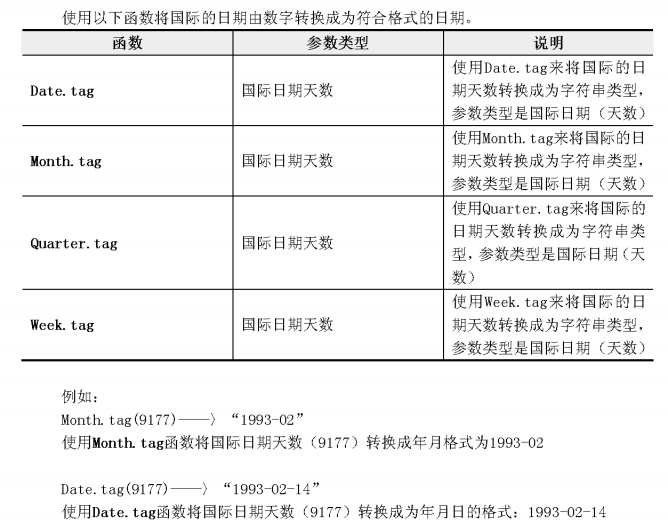 使用以下函数将国际的日期由数字转换成为符合格式的日期。
函数 参数类型 说明
Date.tag 国际日期天数 使用Date.tag来将国际的日
期天数转换成为字符串类型，
参数类型是国际日期（天数）
Month.tag 国际日期天数 使用Month.tag来将国际的日
期天数转换成为字符串类型，
参数类型是国际日期（天数）
Quarter.tag 国际日期天数 使用Quarter.tag来将国际的
日期天数转换成为字符串类
型，参数类型是国际日期（天
数）
Week.tag 国际日期天数 使用Week.tag来将国际的日
期天数转换成为字符串类型，
参数类型是国际日期（天数）
例如：
Month.tag(9177)——〉“1993-02”
使用Month.tag函数将国际日期天数（9177）转换成年月格式为1993-02
Date.tag(9177)——〉“1993-02-14”
使用Date.tag函数将国际日期天数（9177）转换成为年月日的格式：1993-02-14